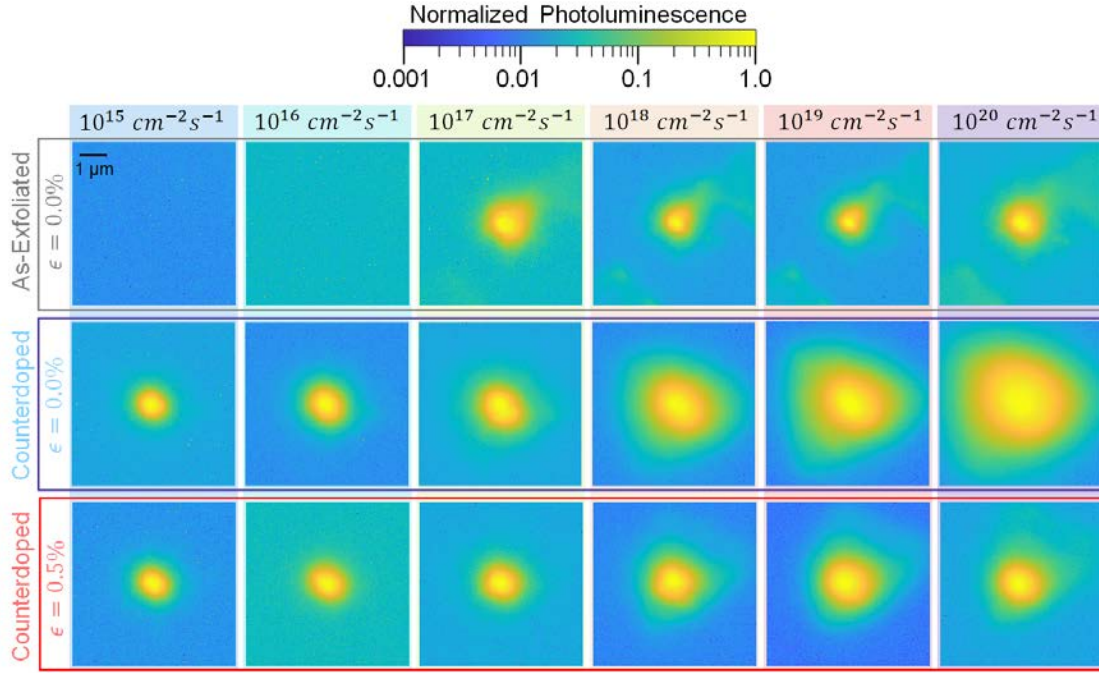 Normalized Photoluminescence
0.001 0.01 0.1 1.0
10¹⁵ cm⁻²s⁻¹ 10¹⁶ cm⁻²s⁻¹ 10¹⁷ cm⁻²s⁻¹ 10¹⁸ cm⁻²s⁻¹ 10¹⁹ cm⁻²s⁻¹ 10²⁰ cm⁻²s⁻¹
1 μm
As-Exfoliated
ϵ = 0.0%
Counterdoped
ϵ = 0.0%
Counterdoped
ϵ = 0.5%